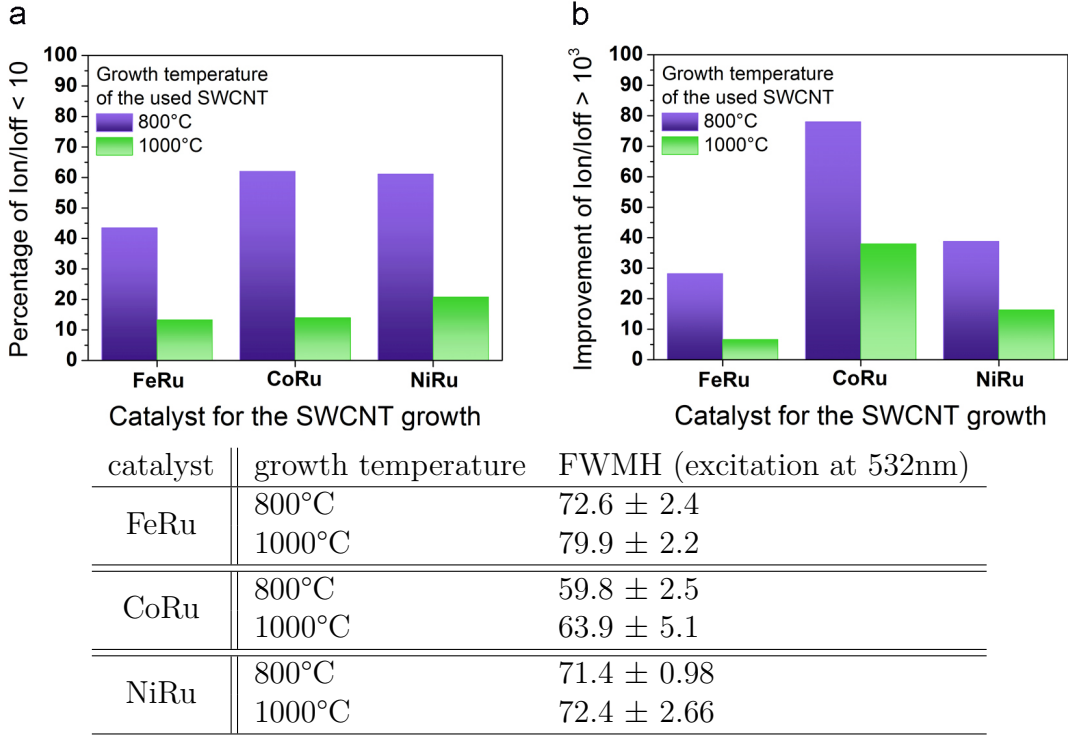 a
100
90
80
70
60
50
40
30
20
10
0
Percentage of Ion/Ioff < 10
Growth temperature
of the used SWCNT
800°C
1000°C
FeRu CoRu NiRu
Catalyst for the SWCNT growth
b
100
90
80
70
60
50
40
30
20
10
0
Improvement of Ion/Ioff > 10³
Growth temperature
of the used SWCNT
800°C
1000°C
FeRu CoRu NiRu
Catalyst for the SWCNT growth
catalyst growth temperature FWMH (excitation at 532nm)
FeRu
800°C 72.6 ± 2.4
1000°C 79.9 ± 2.2
CoRu
800°C 59.8 ± 2.5
1000°C 63.9 ± 5.1
NiRu
800°C 71.4 ± 0.98
1000°C 72.4 ± 2.66